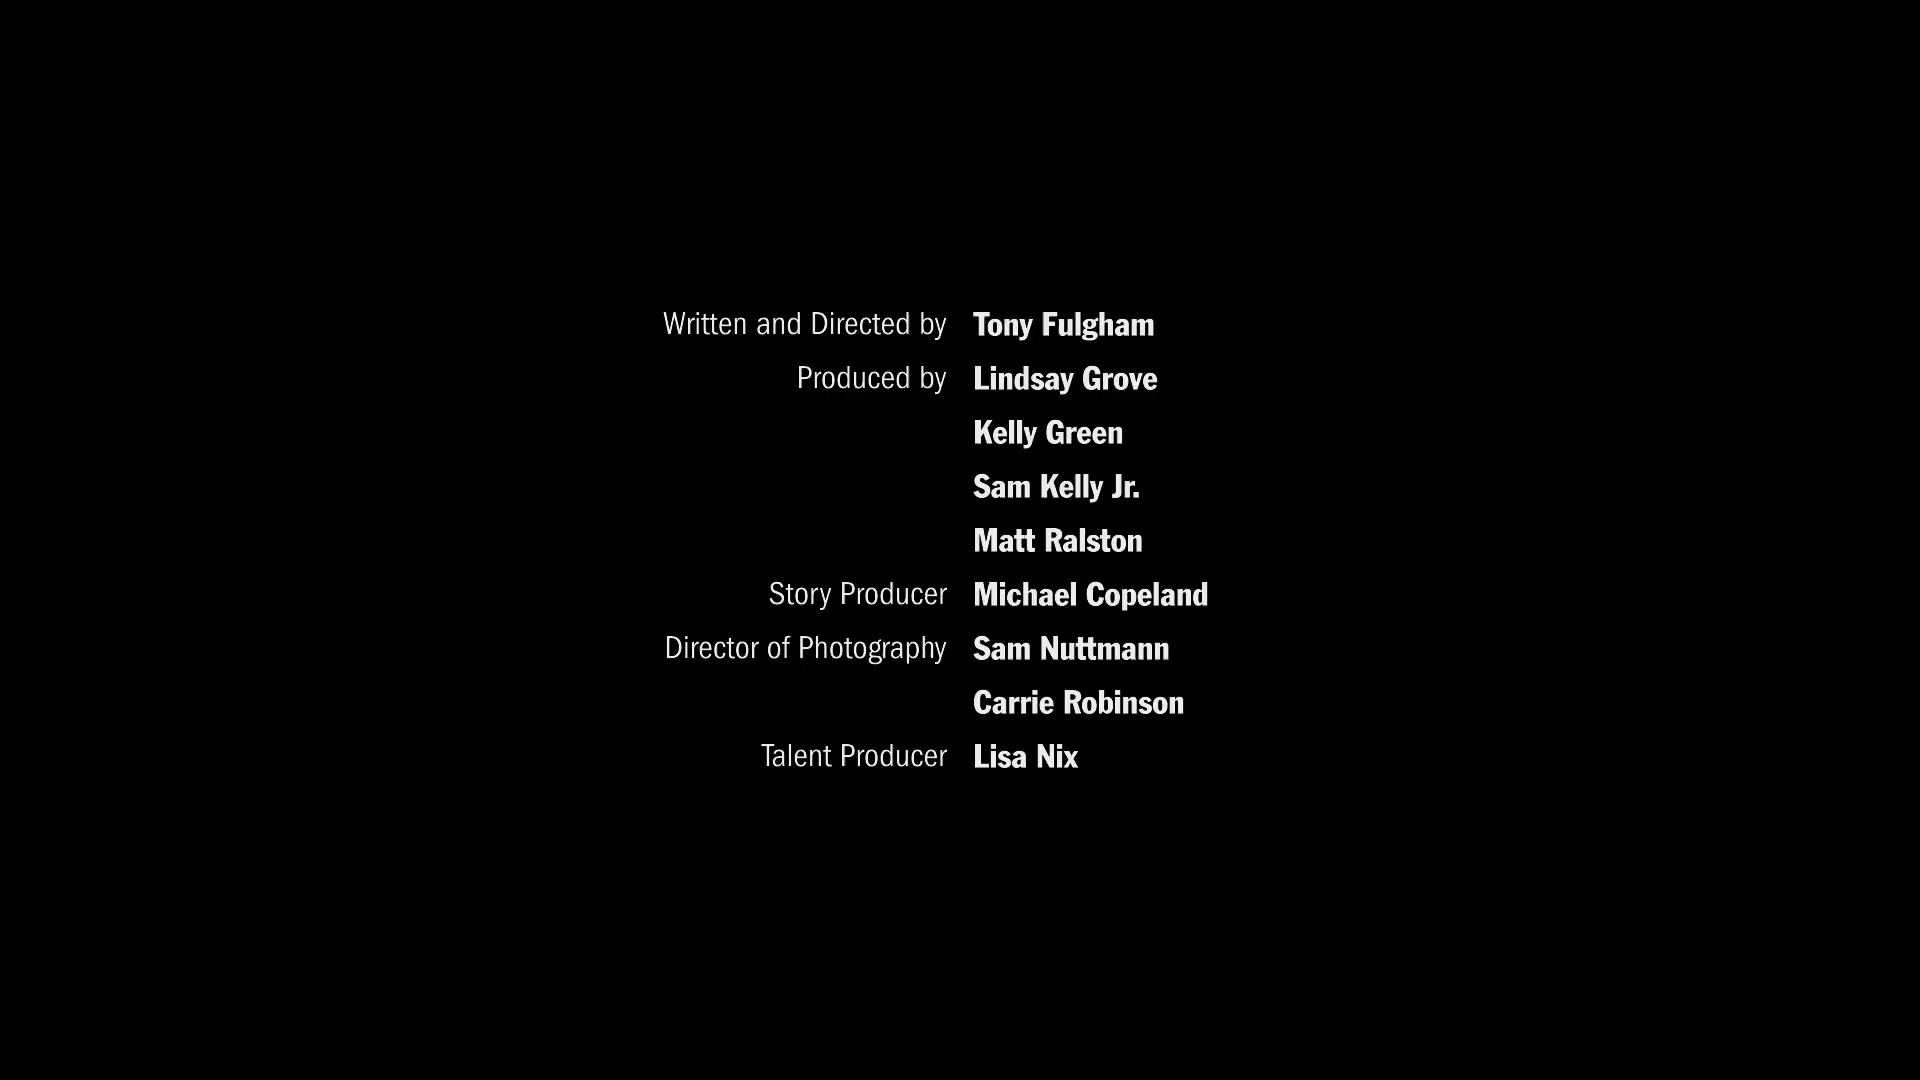 Written and Directed by Tony Fulgham
Produced by Lindsay Grove
Kelly Green
Sam Kelly Jr.
Matt Ralston
Story Producer Michael Copeland
Director of Photography Sam Nuttmann
Carrie Robinson
Talent Producer Lisa Nix